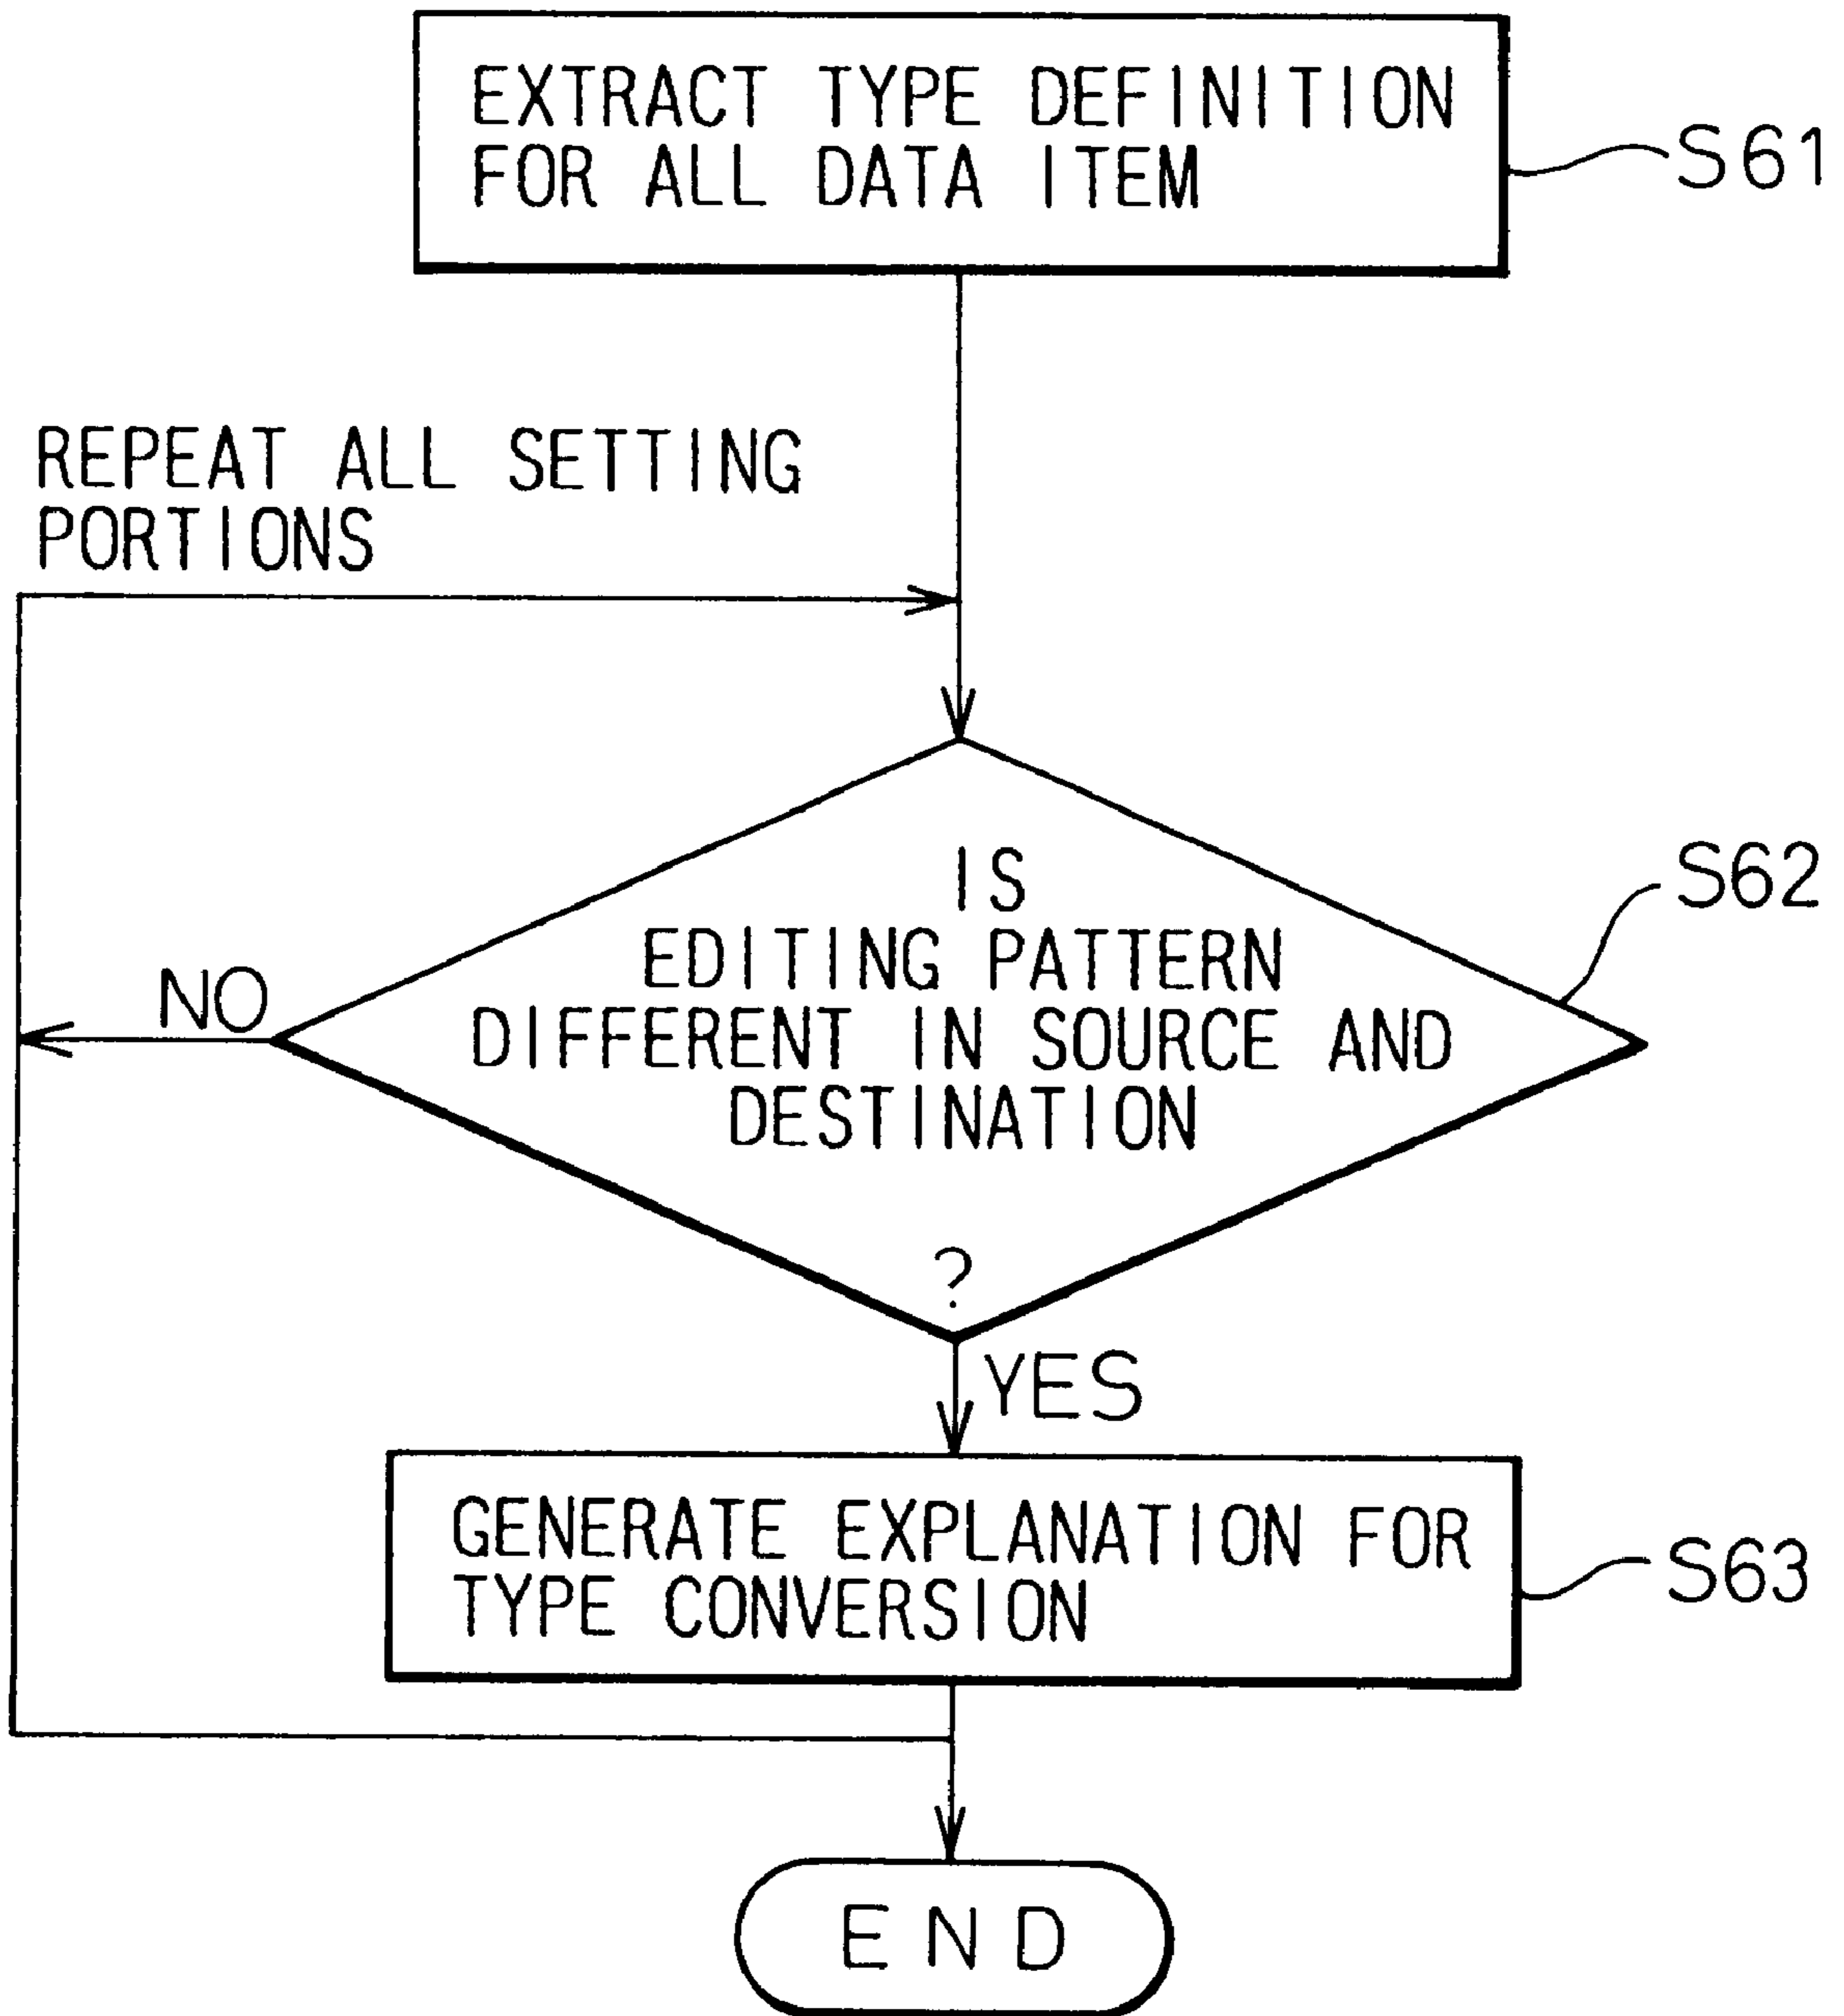 EXTRACT TYPE DEFINITION
FOR ALL DATA ITEM
S61
REPEAT ALL SETTING
PORTIONS
IS
EDITING PATTERN
DIFFERENT IN SOURCE AND
DESTINATION
?
S62
NO
YES
GENERATE EXPLANATION FOR
TYPE CONVERSION
S63
END